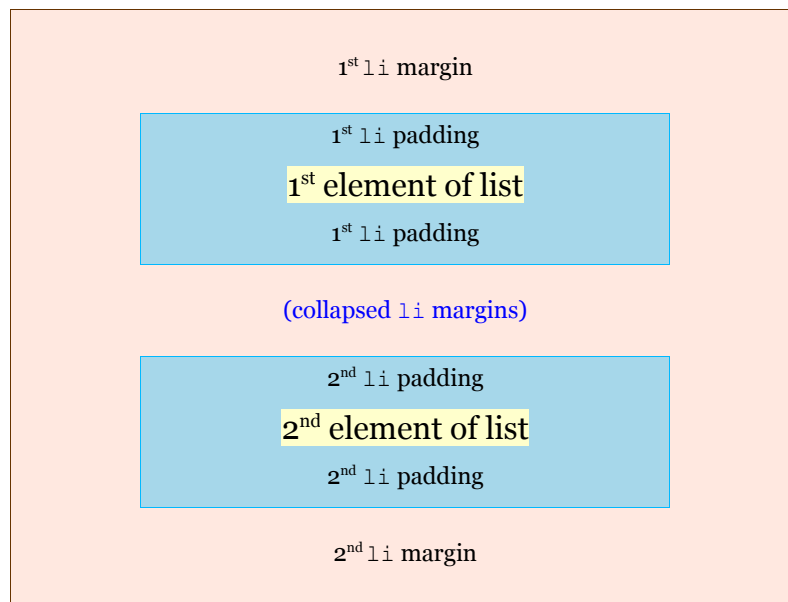 1st li margin
1st li padding
1st element of list
1st li padding
(collapsed li margins)
2nd li padding
2nd element of list
2nd li padding
2nd li margin